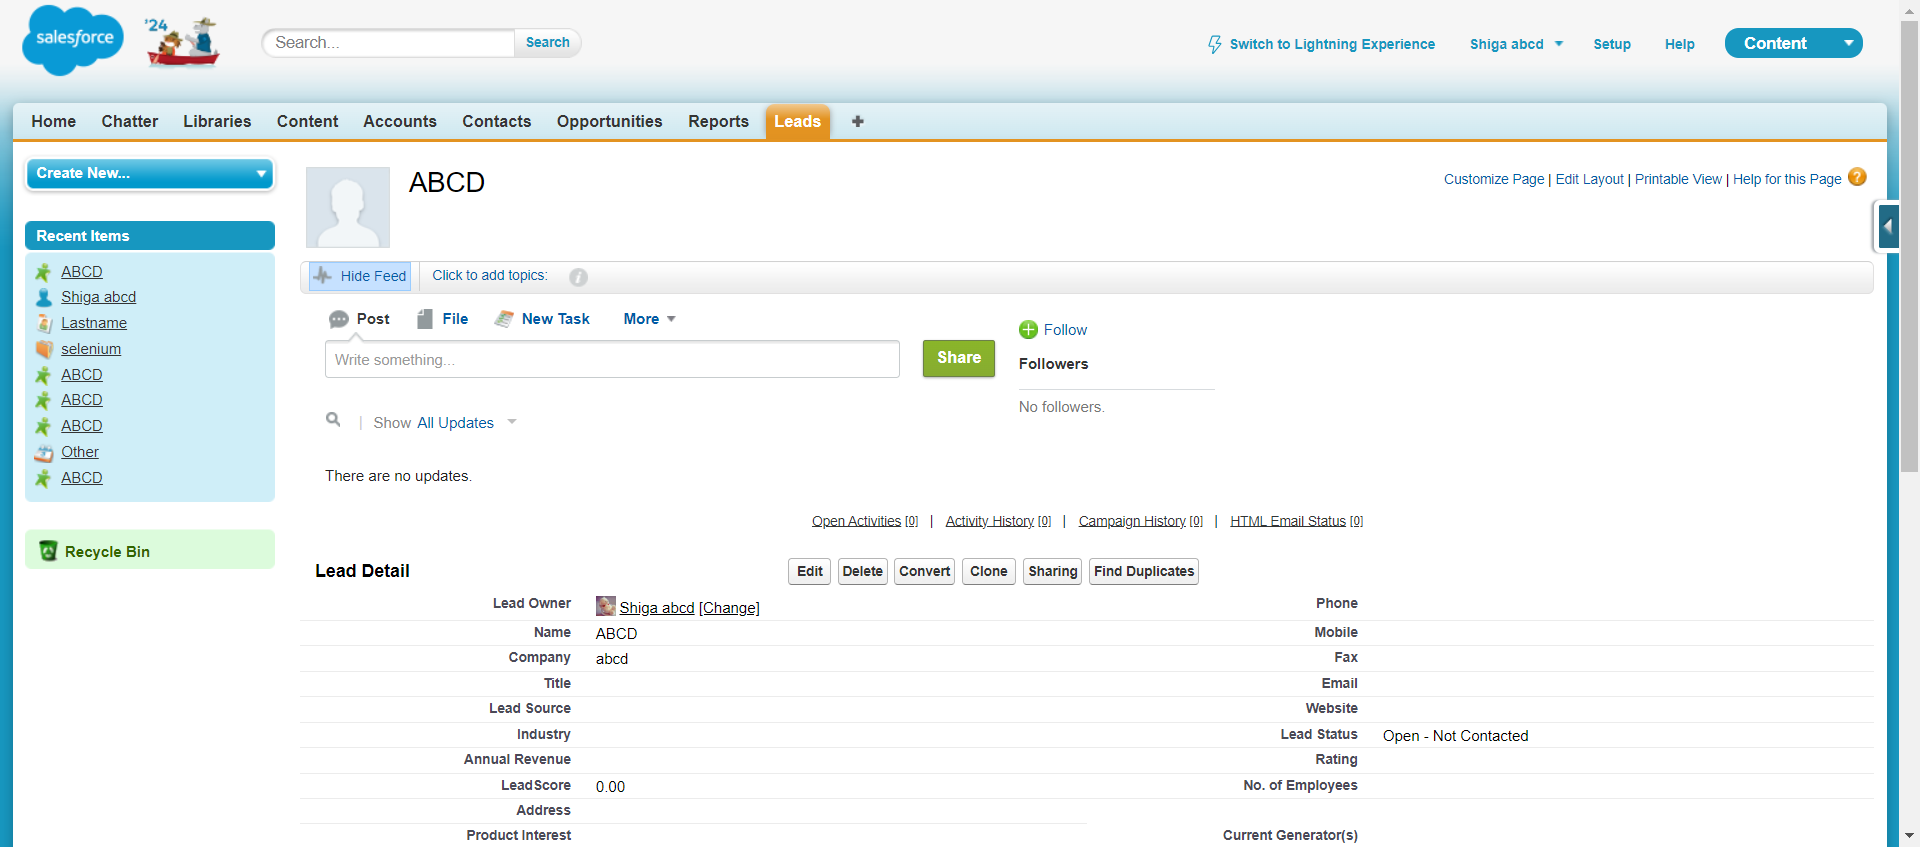 salesforce
'24
Search...
Search
Switch to Lightning Experience
Shiga abcd
Setup
Help
Content
Home
Chatter
Libraries
Content
Accounts
Contacts
Opportunities
Reports
Leads
+
Create New...
Recent Items
ABCD
Shiga abcd
Lastname
selenium
ABCD
ABCD
ABCD
Other
ABCD
Recycle Bin
ABCD
Customize Page | Edit Layout | Printable View | Help for this Page ?
Hide Feed
Click to add topics:
i
Post
File
New Task
More
Write something...
Share
Follow
Followers
No followers.
| Show All Updates
There are no updates.
Open Activities [0] | Activity History [0] | Campaign History [0] | HTML Email Status [0]
Lead Detail
Edit
Delete
Convert
Clone
Sharing
Find Duplicates
Lead Owner Shiga abcd [Change]
Phone
Name ABCD
Mobile
Company abcd
Fax
Title
Email
Lead Source
Website
Industry
Lead Status Open - Not Contacted
Annual Revenue
Rating
LeadScore 0.00
No. of Employees
Address
Product Interest
Current Generator(s)